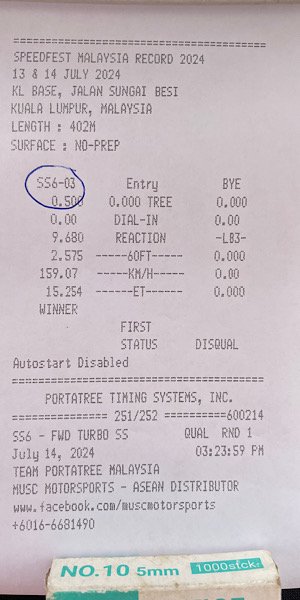 ==========================================
SPEEDFEST MALAYSIA RECORD 2024
13 & 14 JULY 2024
KL BASE, JALAN SUNGAI BESI
KUALA LUMPUR, MALAYSIA
LENGTH : 402M
SURFACE : NO-PREP
SS6-03 Entry BYE
0.500 0.000 TREE 0.000
0.00 DIAL-IN 0.00
9.680 REACTION -LB3-
2.575 -----60FT----- 0.000
159.07 -----KM/H----- 0.00
15.254 ------ET------ 0.000
WINNER
FIRST
STATUS DISQUAL
Autostart Disabled
==========================================
PORTATREE TIMING SYSTEMS, INC.
=============== 251/252 ==========600214
SS6 - FWD TURBO SS QUAL RND 1
July 14, 2024 03:23:59 PM
TEAM PORTATREE MALAYSIA
MUSC MOTORSPORTS - ASEAN DISTRIBUTOR
www.facebook.com/muscmotorsports
+6016-6681490
NO.10 5mm 1000stck.